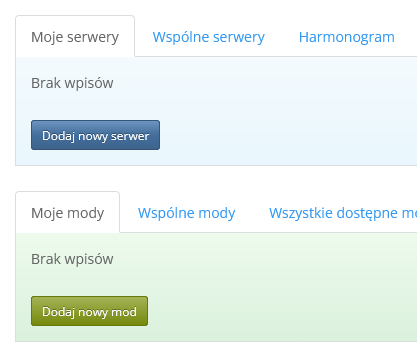 Moje serwery Wspólne serwery Harmonogram
Brak wpisów
Dodaj nowy serwer
Moje mody Wspólne mody Wszystkie dostępne
Brak wpisów
Dodaj nowy mod